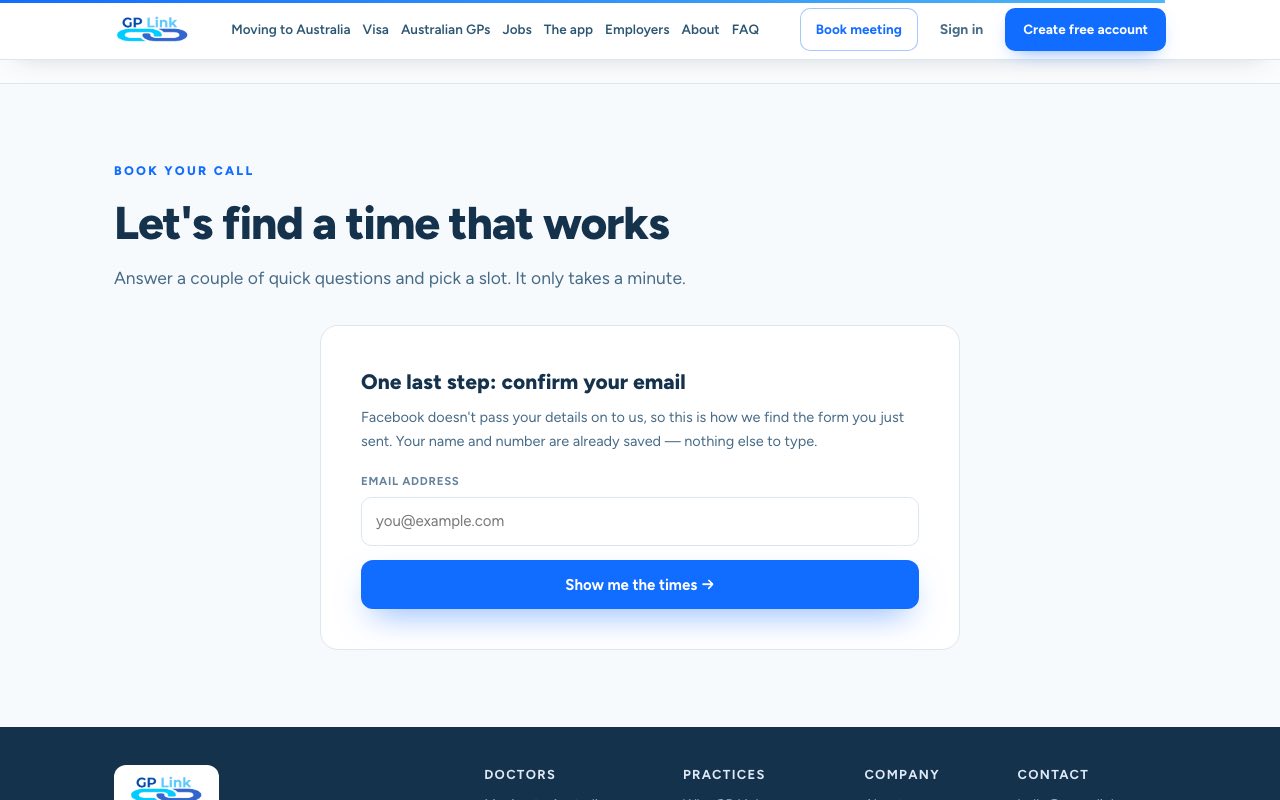 GP Link
Moving to Australia Visa Australian GPs Jobs The app Employers About FAQ Book meeting Sign in Create free account
BOOK YOUR CALL
Let's find a time that works
Answer a couple of quick questions and pick a slot. It only takes a minute.
One last step: confirm your email
Facebook doesn't pass your details on to us, so this is how we find the form you just
sent. Your name and number are already saved — nothing else to type.
EMAIL ADDRESS
you@example.com
Show me the times →
GP Link
DOCTORS PRACTICES COMPANY CONTACT